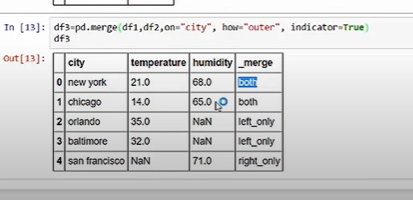 In [13]: df3=pd.merge(df1,df2,on="city", how="outer", indicator=True)
df3
Out[13]:
city temperature humidity _merge
0 new york 21.0 68.0 both
1 chicago 14.0 65.0 both
2 orlando 35.0 NaN left_only
3 baltimore 32.0 NaN left_only
4 san francisco NaN 71.0 right_only